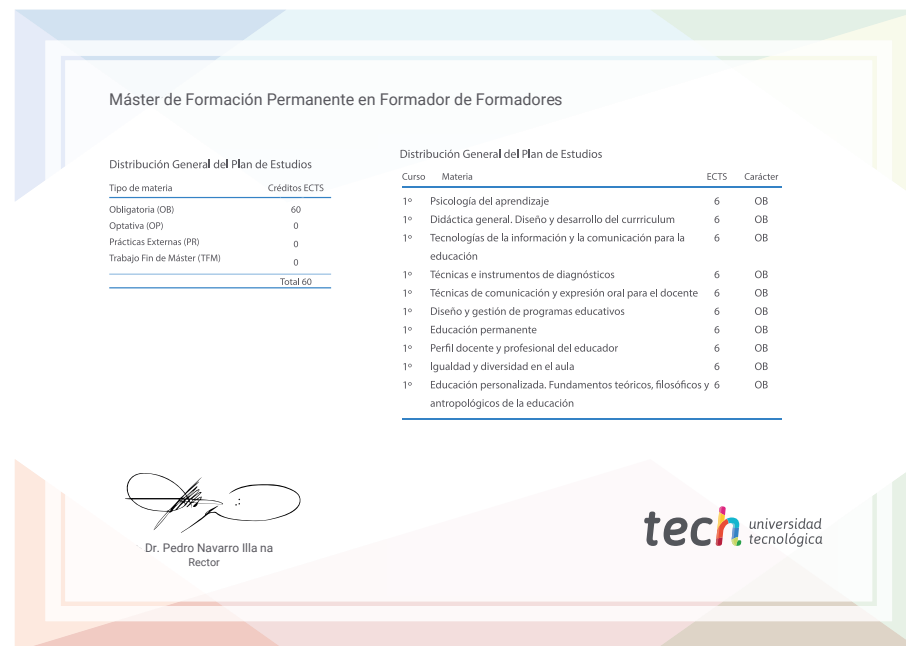 Máster de Formación Permanente en Formador de Formadores
Distribución General del Plan de Estudios
Tipo de materia Créditos ECTS
Obligatoria (OB) 60
Optativa (OP) 0
Prácticas Externas (PR) 0
Trabajo Fin de Máster (TFM) 0
Total 60
Distribución General del Plan de Estudios
Curso Materia ECTS Carácter
1º Psicología del aprendizaje 6 OB
1º Didáctica general. Diseño y desarrollo del currriculum 6 OB
1º Tecnologías de la información y la comunicación para la 6 OB
educación
1º Técnicas e instrumentos de diagnósticos 6 OB
1º Técnicas de comunicación y expresión oral para el docente 6 OB
1º Diseño y gestión de programas educativos 6 OB
1º Educación permanente 6 OB
1º Perfil docente y profesional del educador 6 OB
1º Igualdad y diversidad en el aula 6 OB
1º Educación personalizada. Fundamentos teóricos, filosóficos y 6 OB
antropológicos de la educación
Dr. Pedro Navarro Illa na
Rector
tech universidad
tecnológica